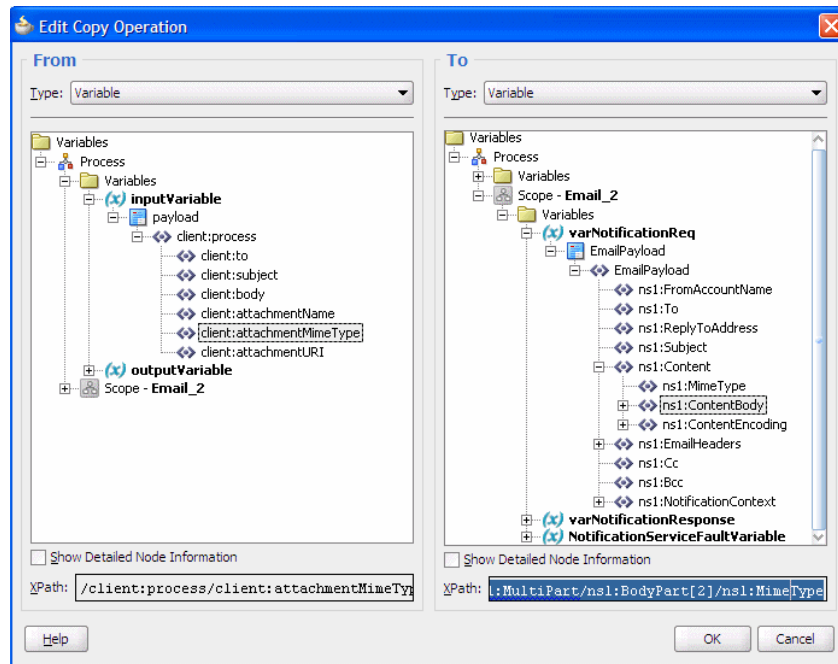 Edit Copy Operation
From
Type: Variable
Variables
Process
Variables
(x) inputVariable
payload
client:process
client:to
client:subject
client:body
client:attachmentName
client:attachmentMimeType
client:attachmentURI
(x) outputVariable
Scope - Email_2
Show Detailed Node Information
XPath: /client:process/client:attachmentMimeTyp
To
Type: Variable
Variables
Process
Variables
Scope - Email_2
Variables
(x) varNotificationReq
EmailPayload
EmailPayload
ns1:FromAccountName
ns1:To
ns1:ReplyToAddress
ns1:Subject
ns1:Content
ns1:MimeType
ns1:ContentBody
ns1:ContentEncoding
ns1:EmailHeaders
ns1:Cc
ns1:Bcc
ns1:NotificationContext
(x) varNotificationResponse
(x) NotificationServiceFaultVariable
Show Detailed Node Information
XPath: l:MultiPart/ns1:BodyPart[2]/ns1:MimeType
Help
OK
Cancel